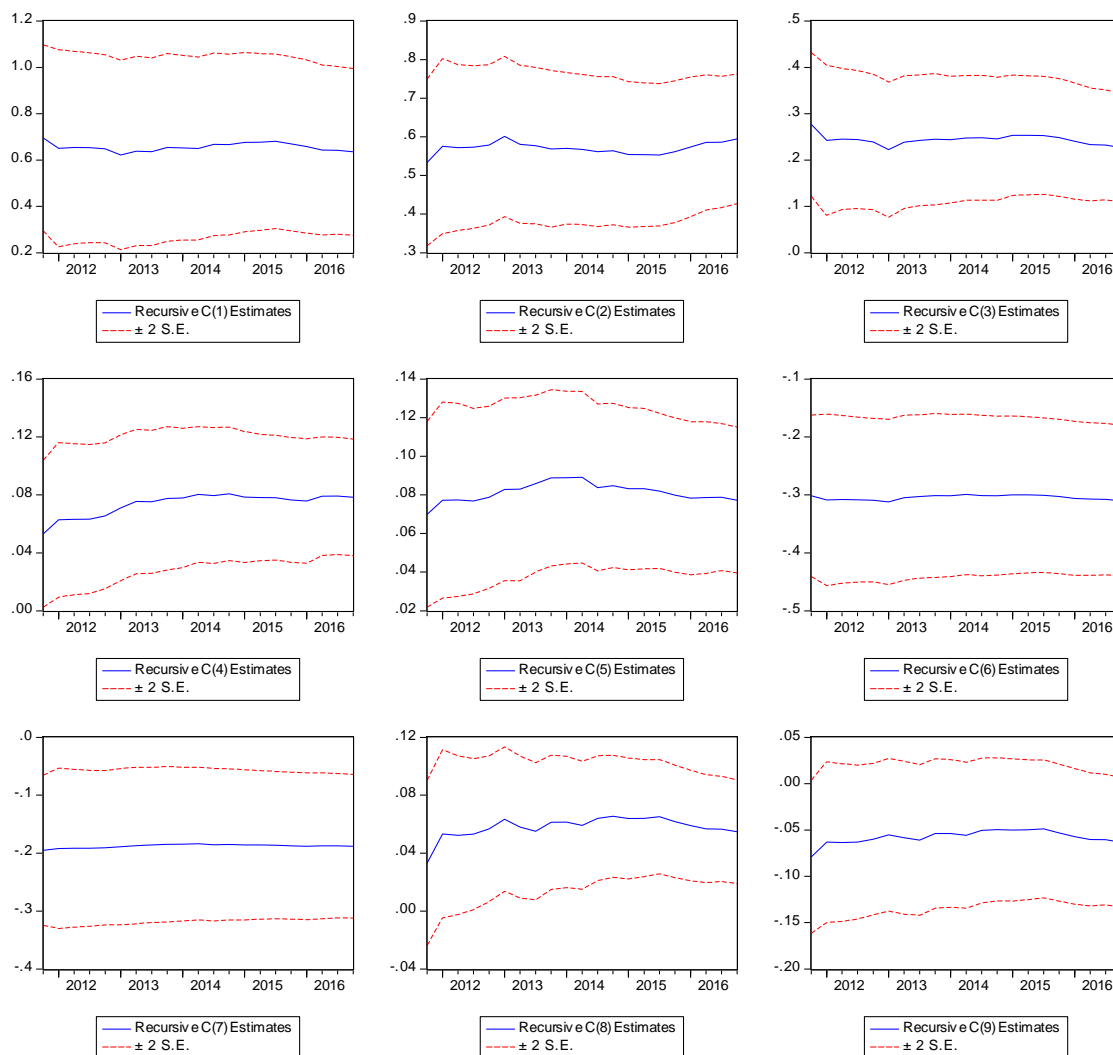 1.2
1.0
0.8
0.6
0.4
0.2
2012 2013 2014 2015 2016
Recursive C(1) Estimates
± 2 S.E.
.9
.8
.7
.6
.5
.4
.3
2012 2013 2014 2015 2016
Recursive C(2) Estimates
± 2 S.E.
.5
.4
.3
.2
.1
.0
2012 2013 2014 2015 2016
Recursive C(3) Estimates
± 2 S.E.
.16
.12
.08
.04
.00
2012 2013 2014 2015 2016
Recursive C(4) Estimates
± 2 S.E.
.14
.12
.10
.08
.06
.04
.02
2012 2013 2014 2015 2016
Recursive C(5) Estimates
± 2 S.E.
-.1
-.2
-.3
-.4
-.5
2012 2013 2014 2015 2016
Recursive C(6) Estimates
± 2 S.E.
.0
-.1
-.2
-.3
-.4
2012 2013 2014 2015 2016
Recursive C(7) Estimates
± 2 S.E.
.12
.08
.04
.00
-.04
2012 2013 2014 2015 2016
Recursive C(8) Estimates
± 2 S.E.
.05
.00
-.05
-.10
-.15
-.20
2012 2013 2014 2015 2016
Recursive C(9) Estimates
± 2 S.E.